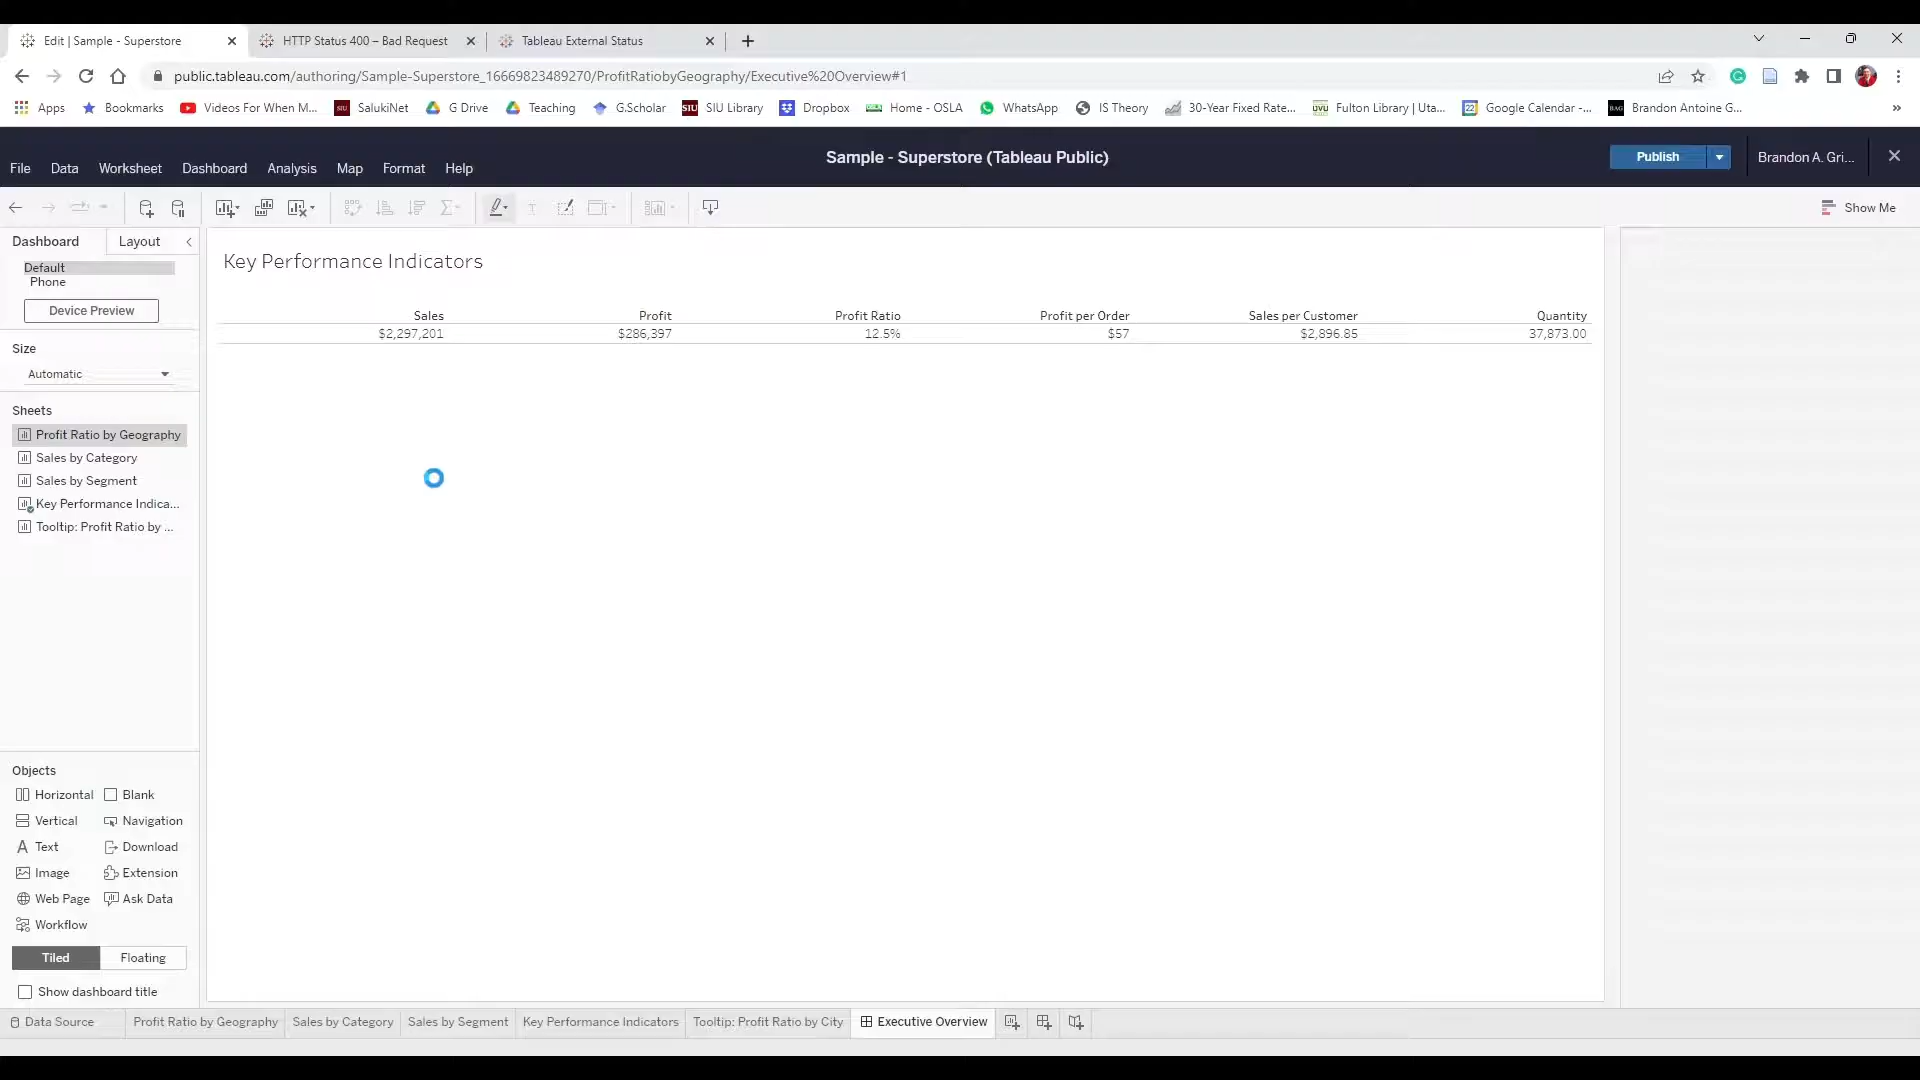 Edit | Sample - Superstore
HTTP Status 400 – Bad Request
Tableau External Status
public.tableau.com/authoring/Sample-Superstore_16669823489270/ProfitRatiobyGeography/Executive%20Overview#1
Apps Bookmarks Videos For When M... SIU SalukiNet G Drive Teaching G.Scholar SIU SIU Library Dropbox Home - OSLA WhatsApp IS Theory 30-Year Fixed Rate... UVU Fulton Library | Uta... 22 Google Calendar -... BAG Brandon Antoine G... »
Sample - Superstore (Tableau Public)
Publish
Brandon A. Gri...
File Data Worksheet Dashboard Analysis Map Format Help
Show Me
Dashboard Layout
Default
Phone
Device Preview
Size
Automatic
Sheets
Profit Ratio by Geography
Sales by Category
Sales by Segment
Key Performance Indica...
Tooltip: Profit Ratio by ...
Key Performance Indicators
Sales Profit Profit Ratio Profit per Order Sales per Customer Quantity
$2,297,201 $286,397 12.5% $57 $2,896.85 37,873.00
Objects
Horizontal Blank
Vertical Navigation
A Text Download
Image Extension
Web Page Ask Data
Workflow
Tiled Floating
Show dashboard title
Data Source Profit Ratio by Geography Sales by Category Sales by Segment Key Performance Indicators Tooltip: Profit Ratio by City Executive Overview